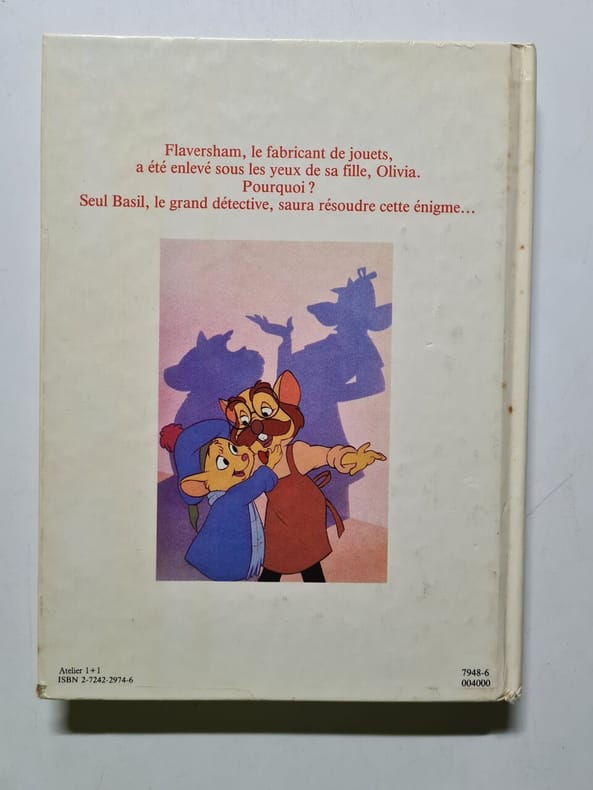 Flaversham, le fabricant de jouets,
a été enlevé sous les yeux de sa fille, Olivia.
Pourquoi ?
Seul Basil, le grand détective, saura résoudre cette énigme...
Atelier 1+1
ISBN 2-7242-2974-6
7948-6
004000